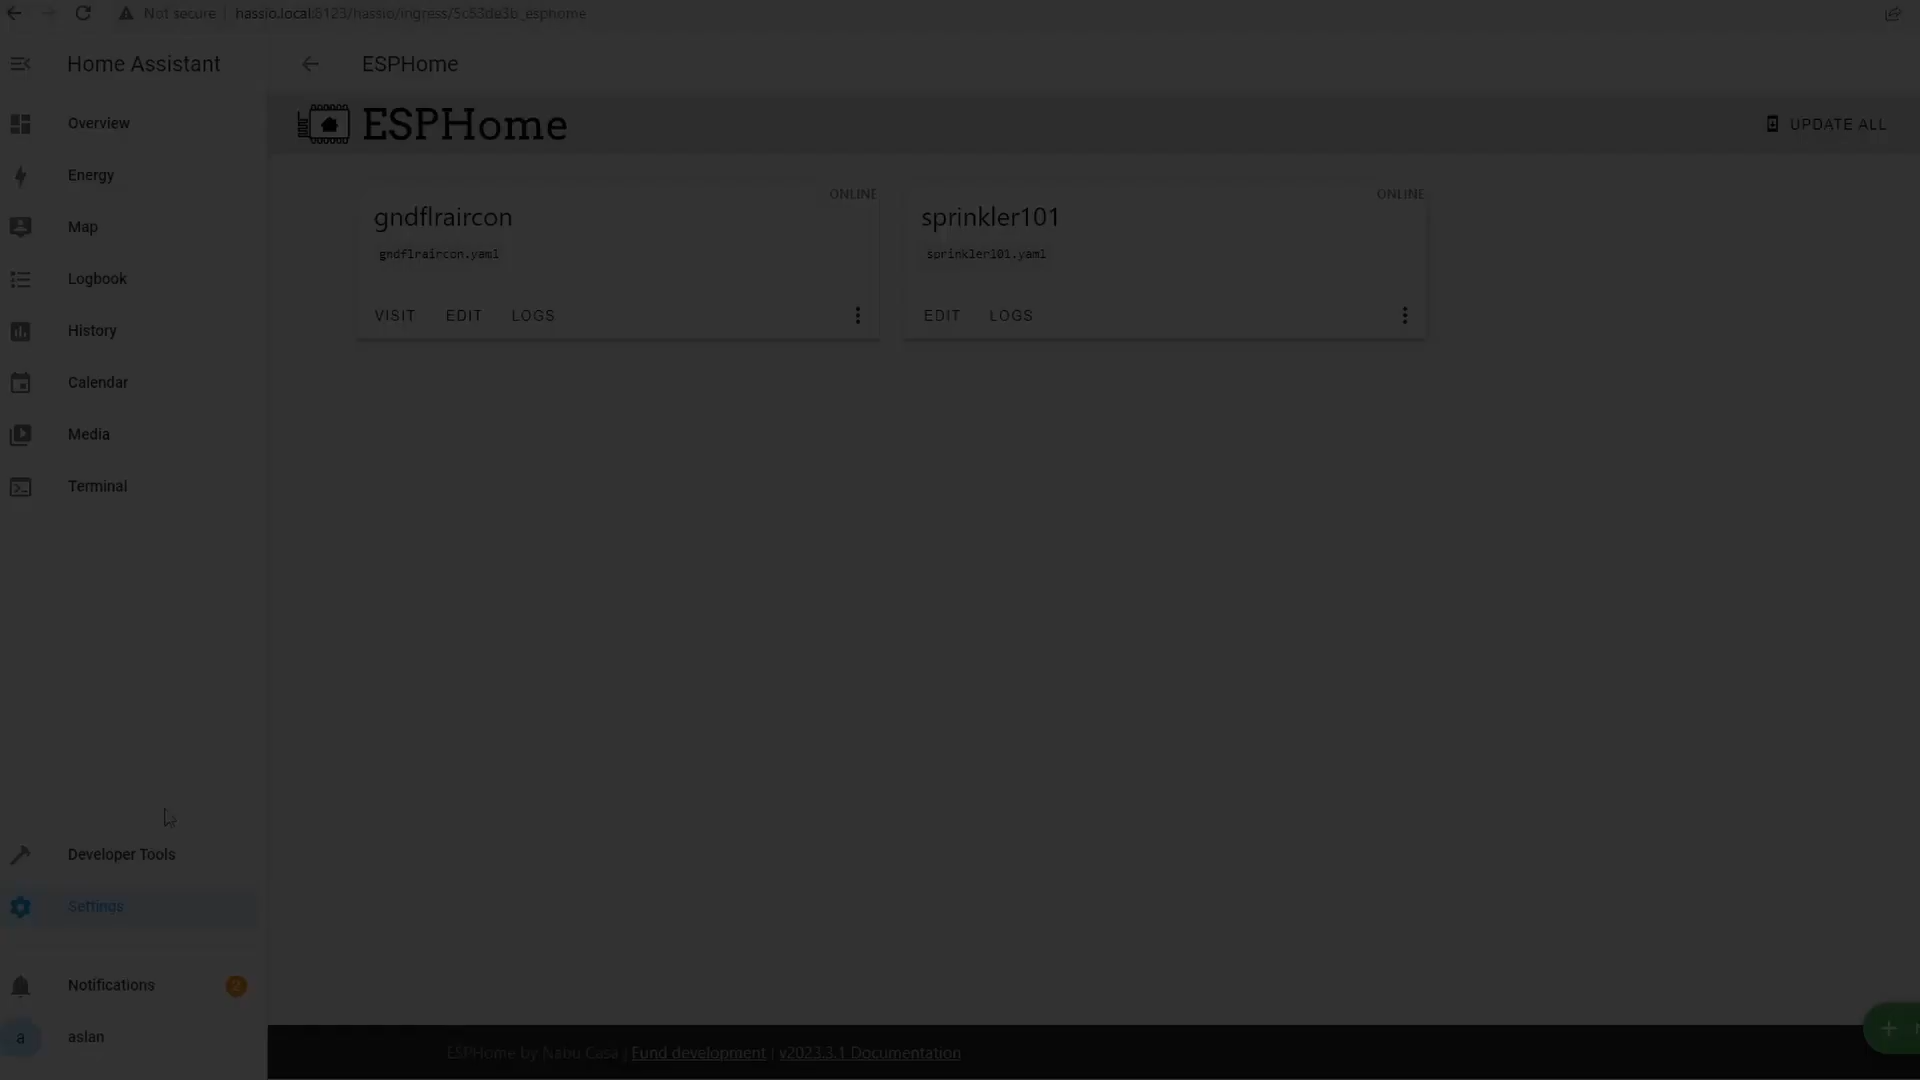 Not secure | hassio.local:8123/hassio/ingress/5c53de3b_esphome
Home Assistant
ESPHome
Overview
ESPHome
UPDATE ALL
Energy
ONLINE
ONLINE
gndflraircon
sprinkler101
Map
gndflraircon.yaml
sprinkler101.yaml
Logbook
VISIT EDIT LOGS
EDIT LOGS
History
Calendar
Media
Terminal
Developer Tools
Settings
Notifications
2
a
aslan
ESPHome by Nabu Casa | Fund development | v2023.3.1 Documentation